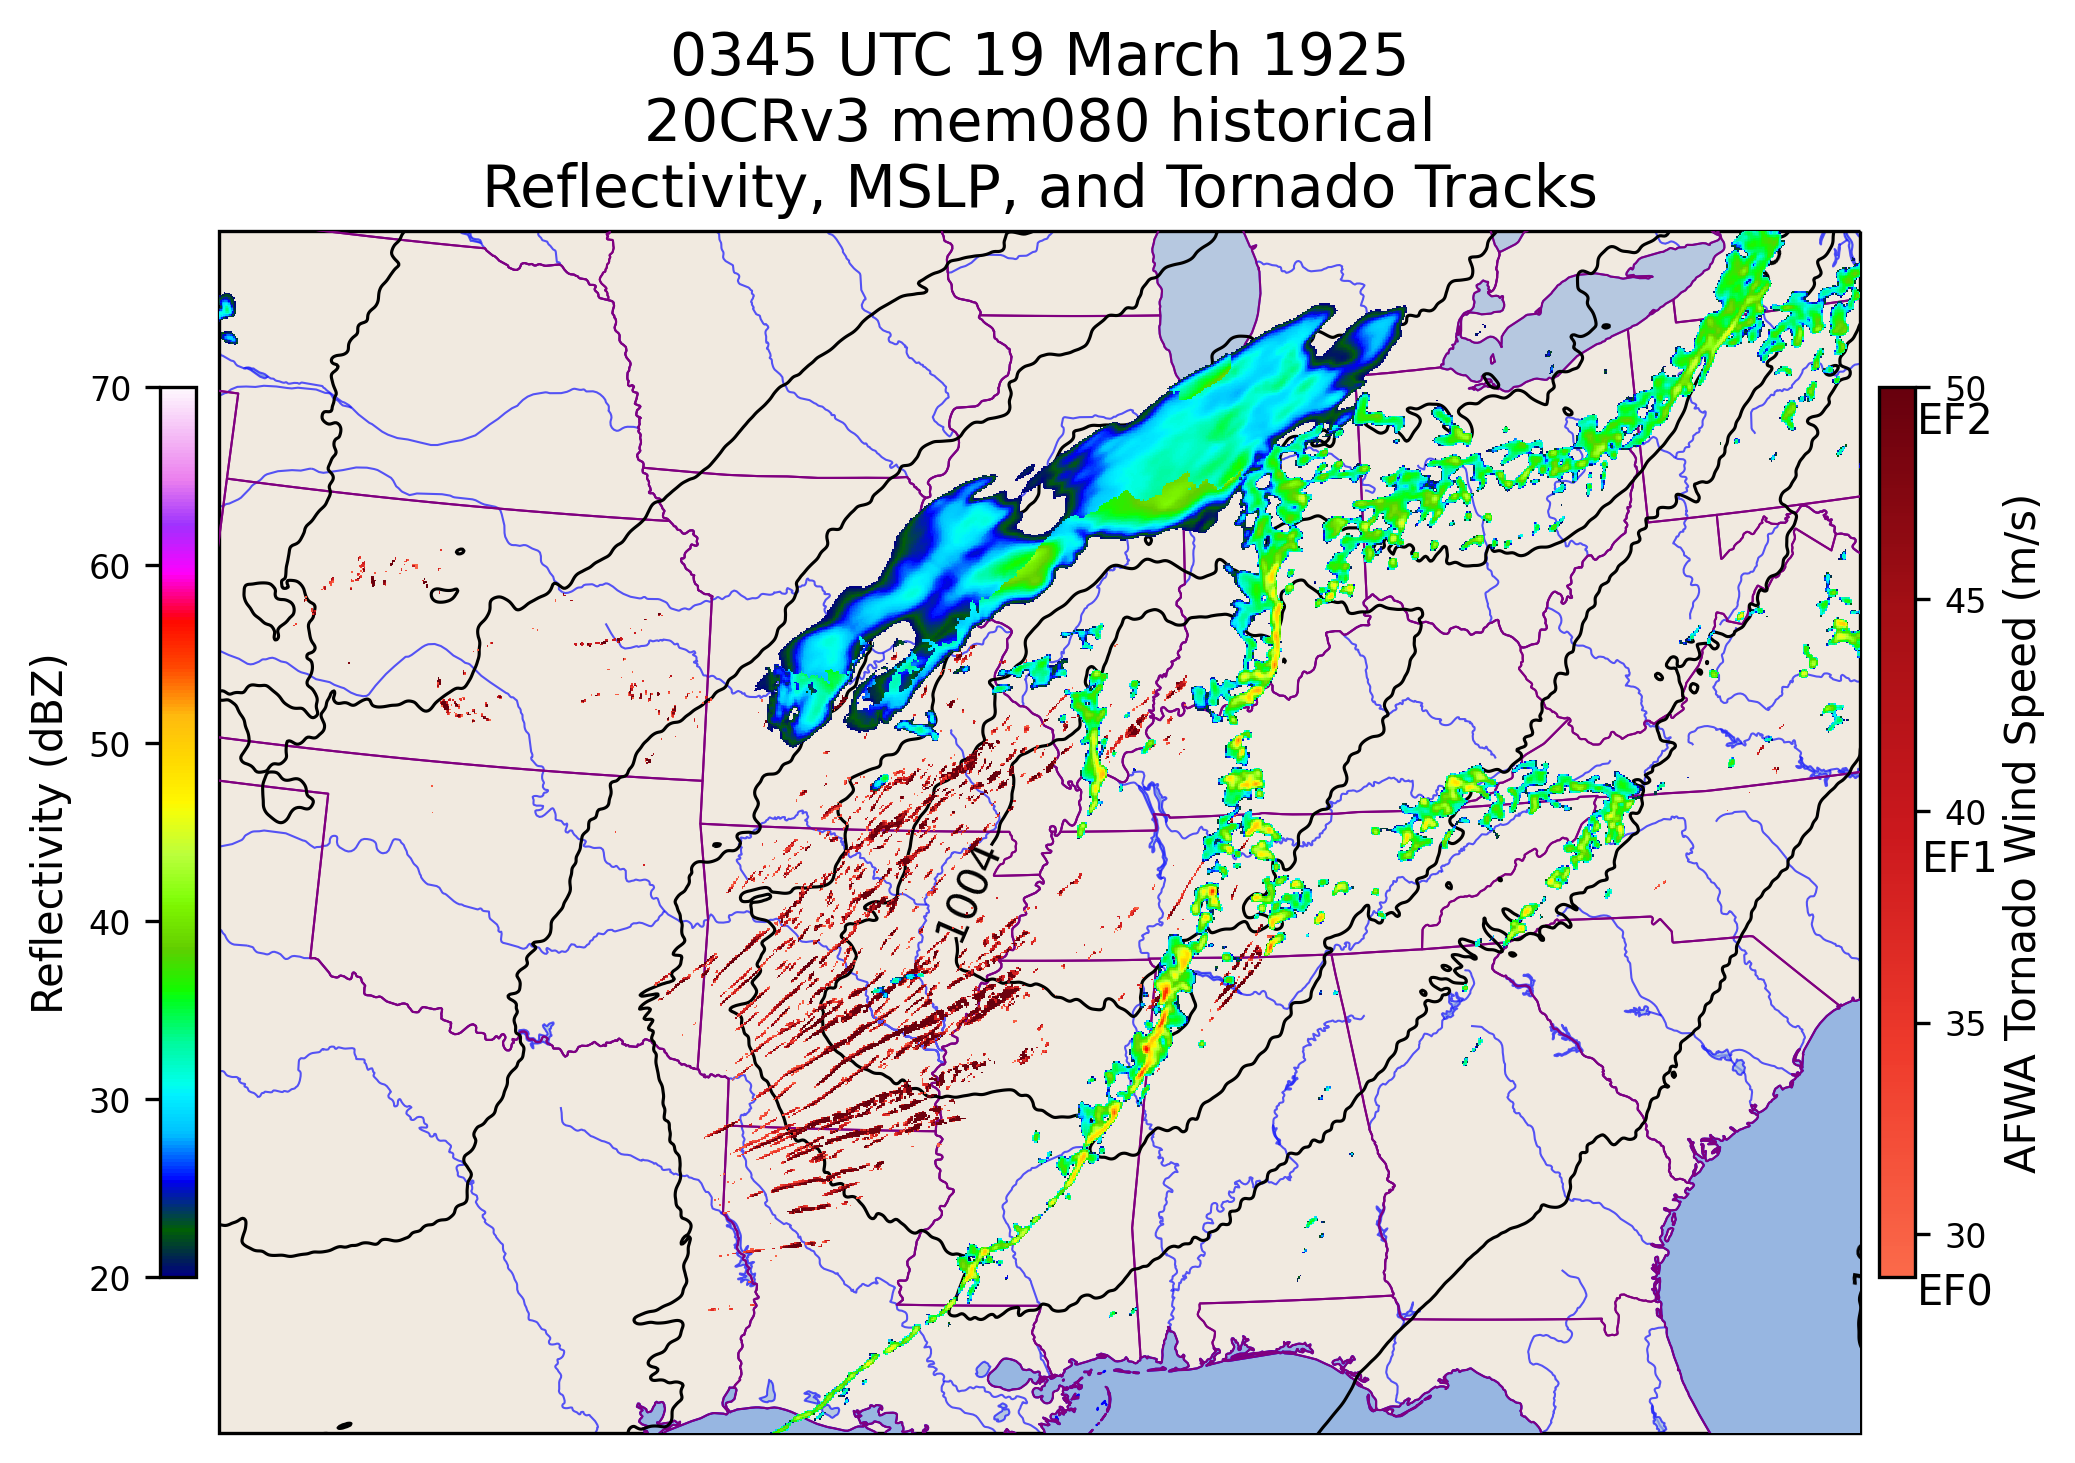 0345 UTC 19 March 1925
20CRv3 mem080 historical
Reflectivity, MSLP, and Tornado Tracks
Reflectivity (dBZ)
70
60
50
40
30
20
1004
50
EF2
45
40
EF1
35
30
EF0
AFWA Tornado Wind Speed (m/s)